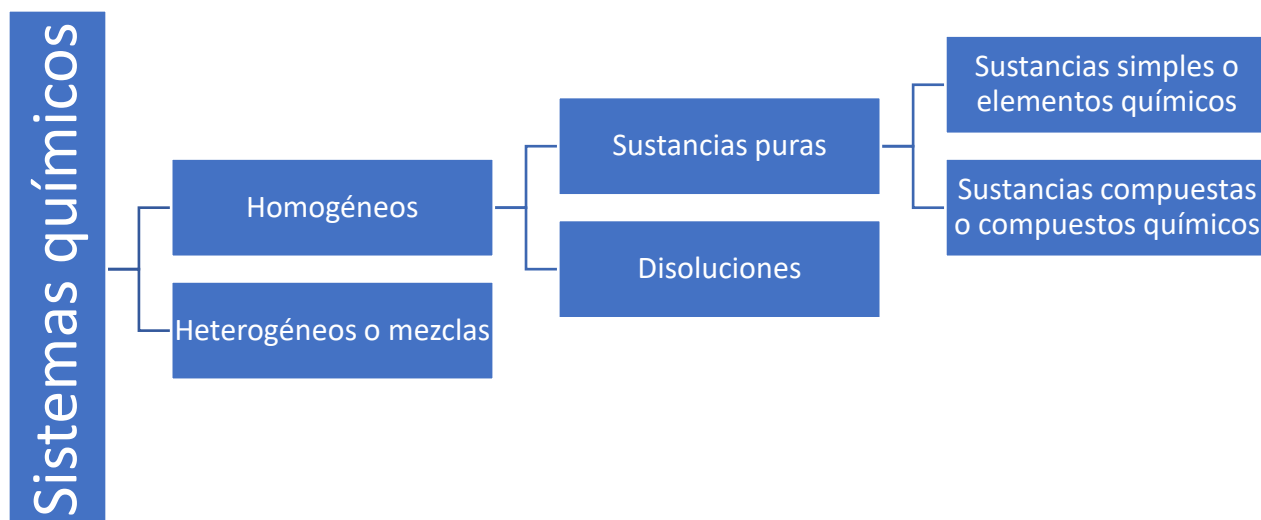 Sistemas químicos
Homogéneos
Heterogéneos o mezclas
Sustancias puras
Disoluciones
Sustancias simples o
elementos químicos
Sustancias compuestas
o compuestos químicos